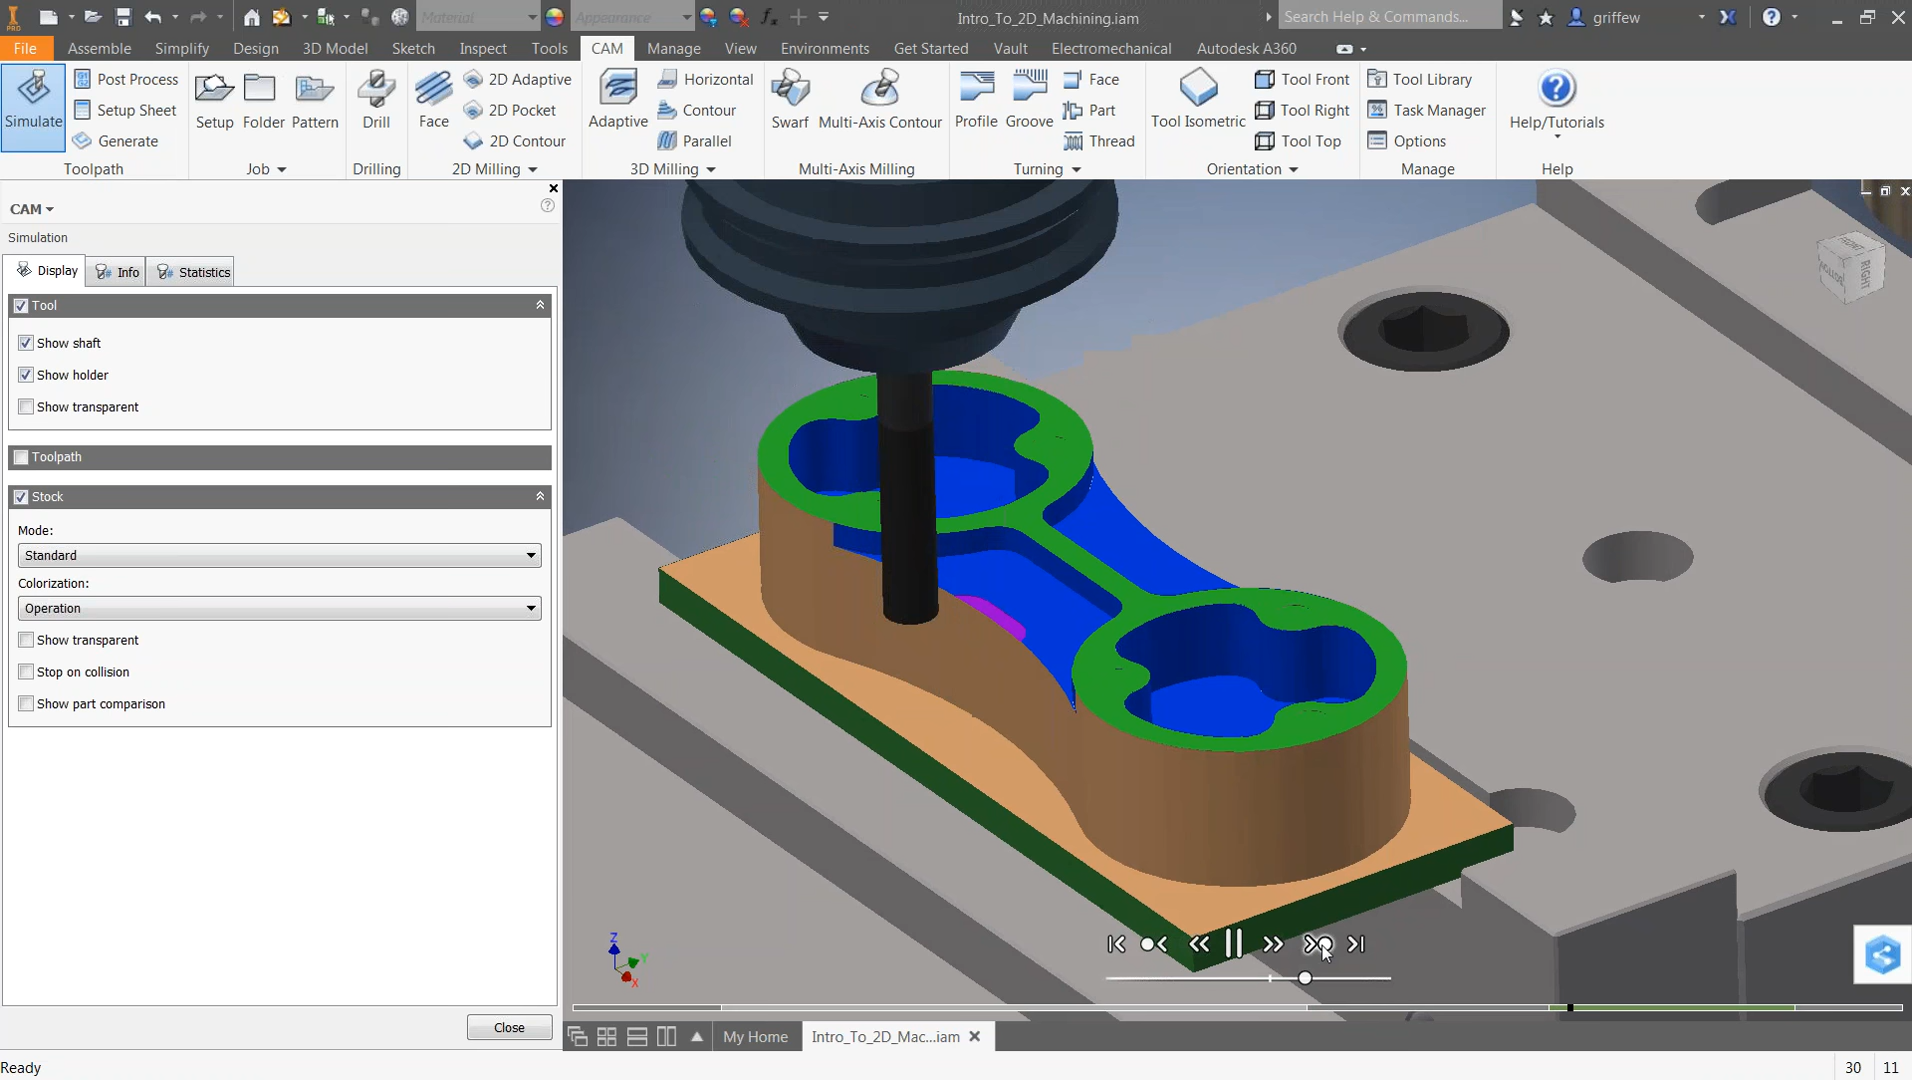 PRO
Material
Appearance
Intro_To_2D_Machining.iam
Search Help & Commands...
griffew
File
Assemble
Simplify
Design
3D Model
Sketch
Inspect
Tools
CAM
Manage
View
Environments
Get Started
Vault
Electromechanical
Autodesk A360
Simulate
Post Process
Setup Sheet
Generate
Toolpath
Setup
Folder
Pattern
Job
Drill
Drilling
Face
2D Adaptive
2D Pocket
2D Contour
2D Milling
Adaptive
Horizontal
Contour
Parallel
3D Milling
Swarf
Multi-Axis Contour
Multi-Axis Milling
Profile
Groove
Face
Part
Thread
Turning
Tool Isometric
Tool Front
Tool Right
Tool Top
Orientation
Tool Library
Task Manager
Options
Manage
Help/Tutorials
Help
CAM
Simulation
Display
Info
Statistics
Tool
Show shaft
Show holder
Show transparent
Toolpath
Stock
Mode:
Standard
Colorization:
Operation
Show transparent
Stop on collision
Show part comparison
Close
RIGHT
Z
Y
X
My Home
Intro_To_2D_Mac...iam
Ready
30
11